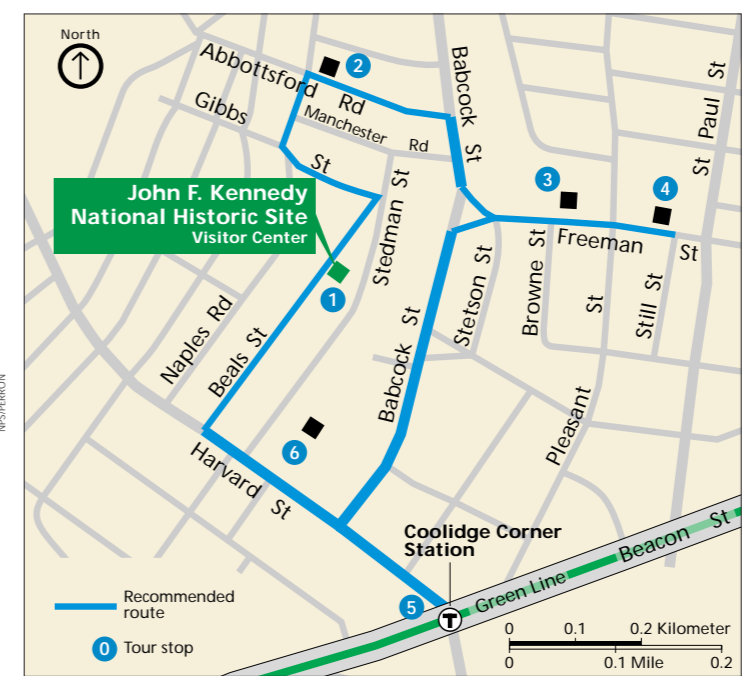 North
Abbottsford Rd
2
Babcock St
St Paul St
Gibbs St
Manchester Rd
3
4
John F. Kennedy
National Historic Site
Visitor Center
Stedman St
Freeman St
1
Naples Rd
Beals St
Babcock St
Stetson St
Browne St
St
Still St
Pleasant
6
Harvard St
Coolidge Corner
Station
Recommended
route
5
T
Green Line
Beacon St
0 Tour stop
0 0.1 0.2 Kilometer
0 0.1 Mile 0.2
NPS/PERRON